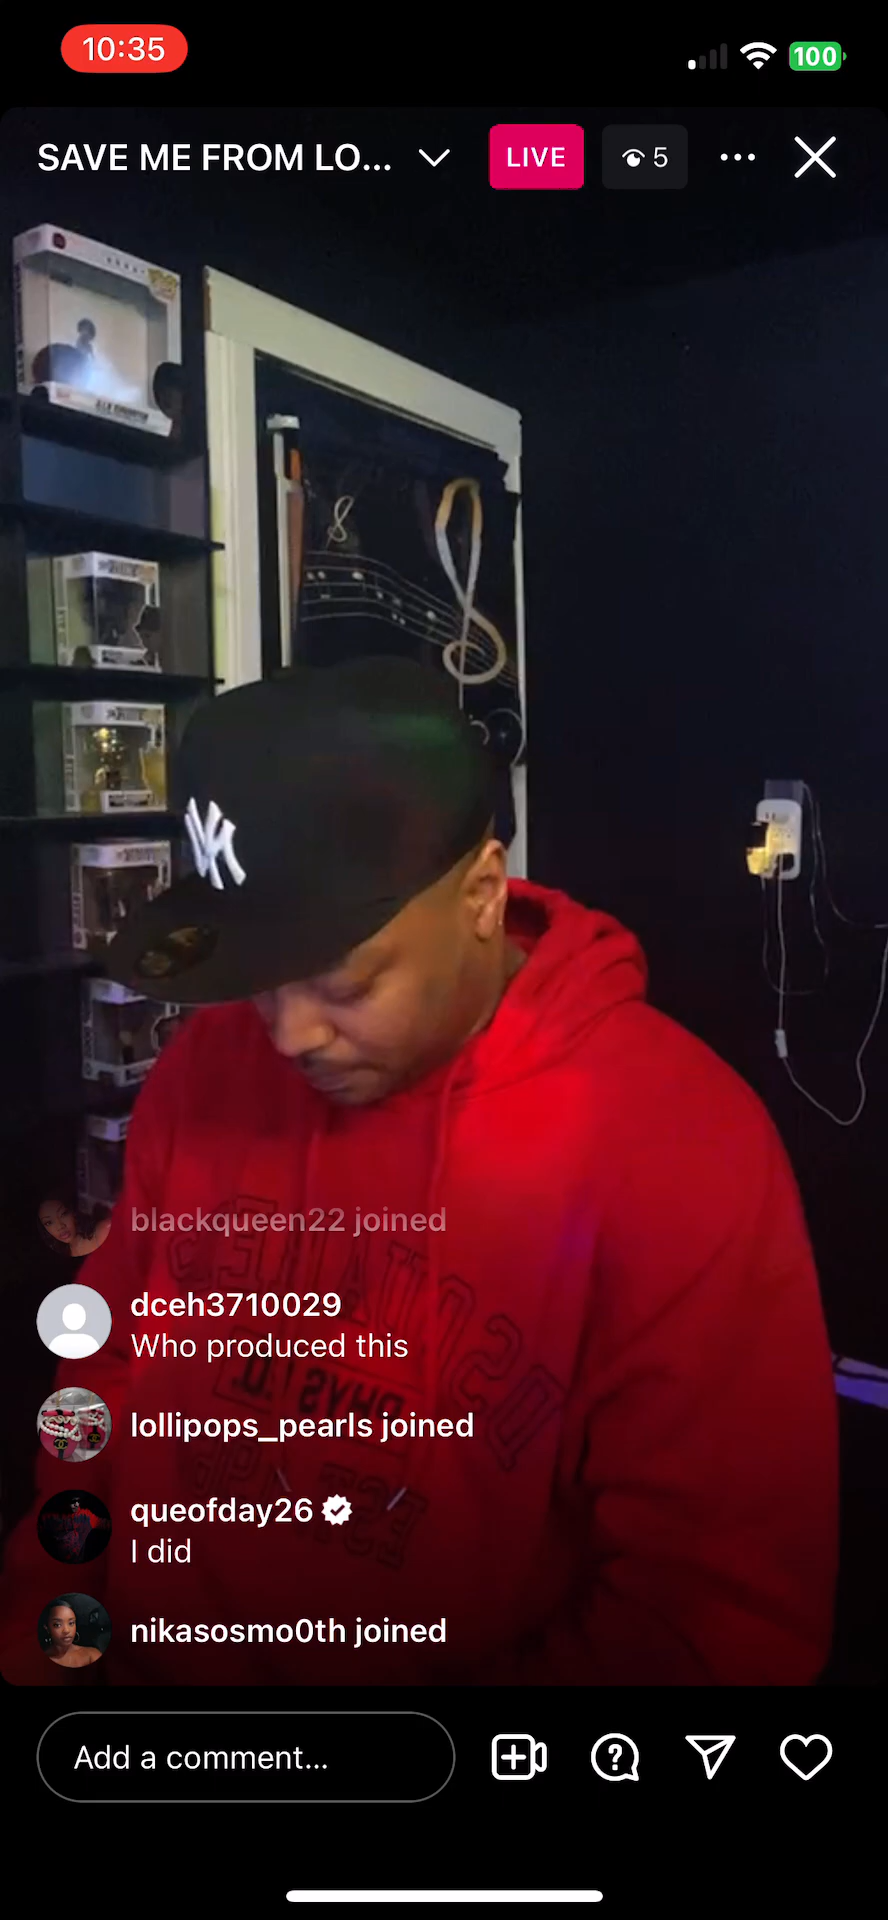 10:35
100
SAVE ME FROM LO...
LIVE
5
blackqueen22 joined
dceh3710029
Who produced this
lollipops_pearls joined
queofday26
I did
nikasosmo0th joined
Add a comment...